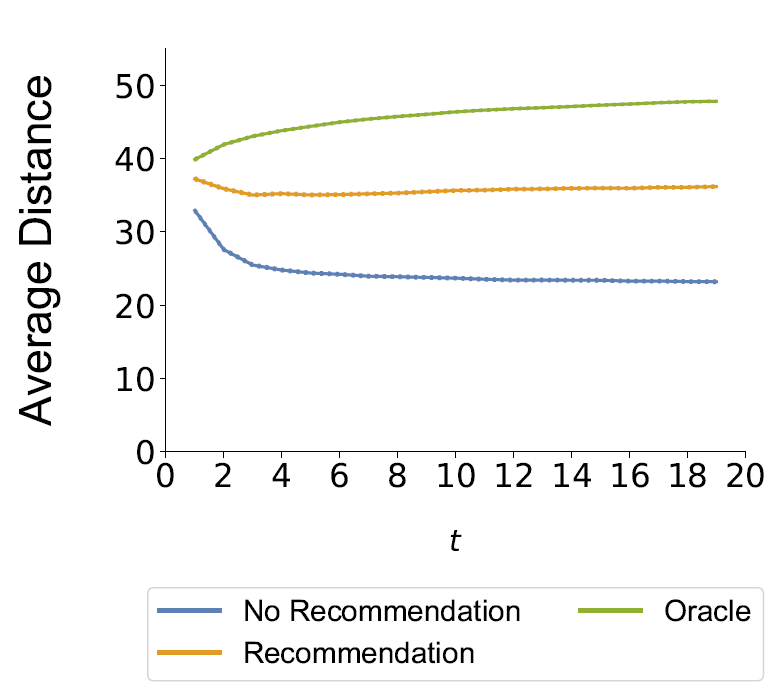 Average Distance
50
40
30
20
10
0
0 2 4 6 8 10 12 14 16 18 20
t
No Recommendation
Oracle
Recommendation